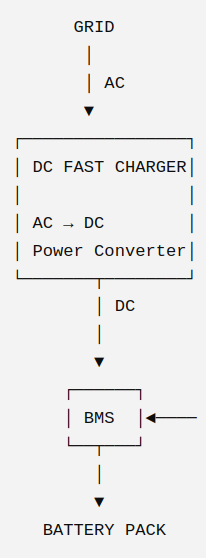 GRID
AC
DC FAST CHARGER
AC → DC
Power Converter
DC
BMS
BATTERY PACK